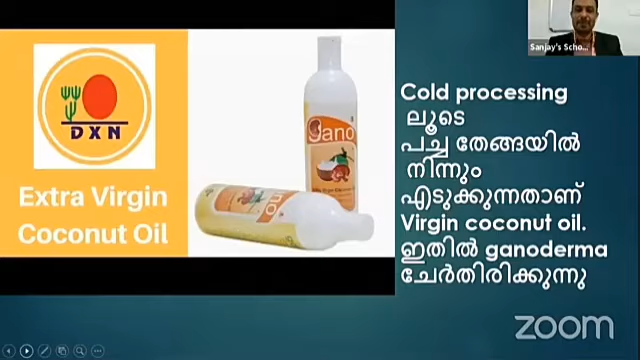 Sanjay's Scho...
DXN
Extra Virgin
Coconut Oil
Gano
Cold processing
ലൂടെ
പച്ച തേങ്ങയിൽ
നിന്നും
എടുക്കുന്നതാണ്
Virgin coconut oil.
ഇതിൽ ganoderma
ചേർതിരിക്കുന്നു
zoom